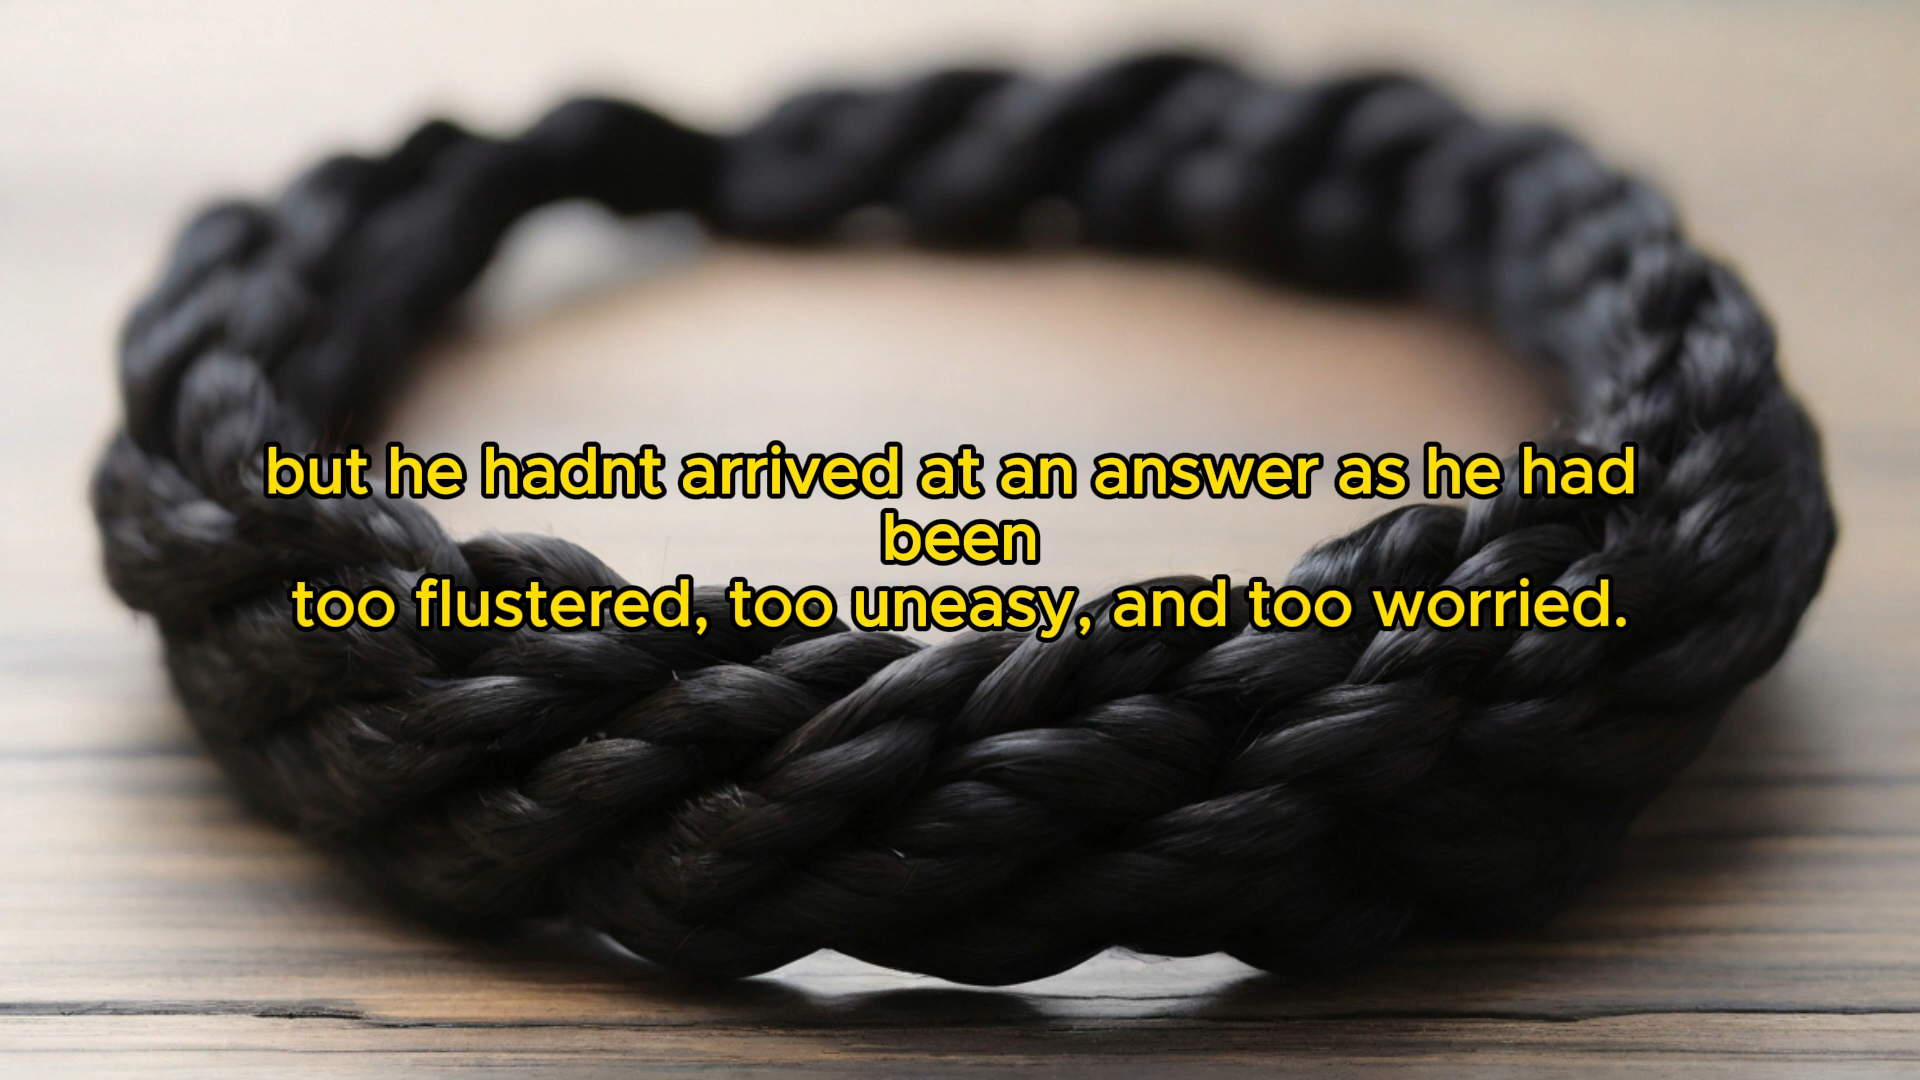 but he hadnt arrived at an answer as he had
been
too flustered, too uneasy, and too worried.